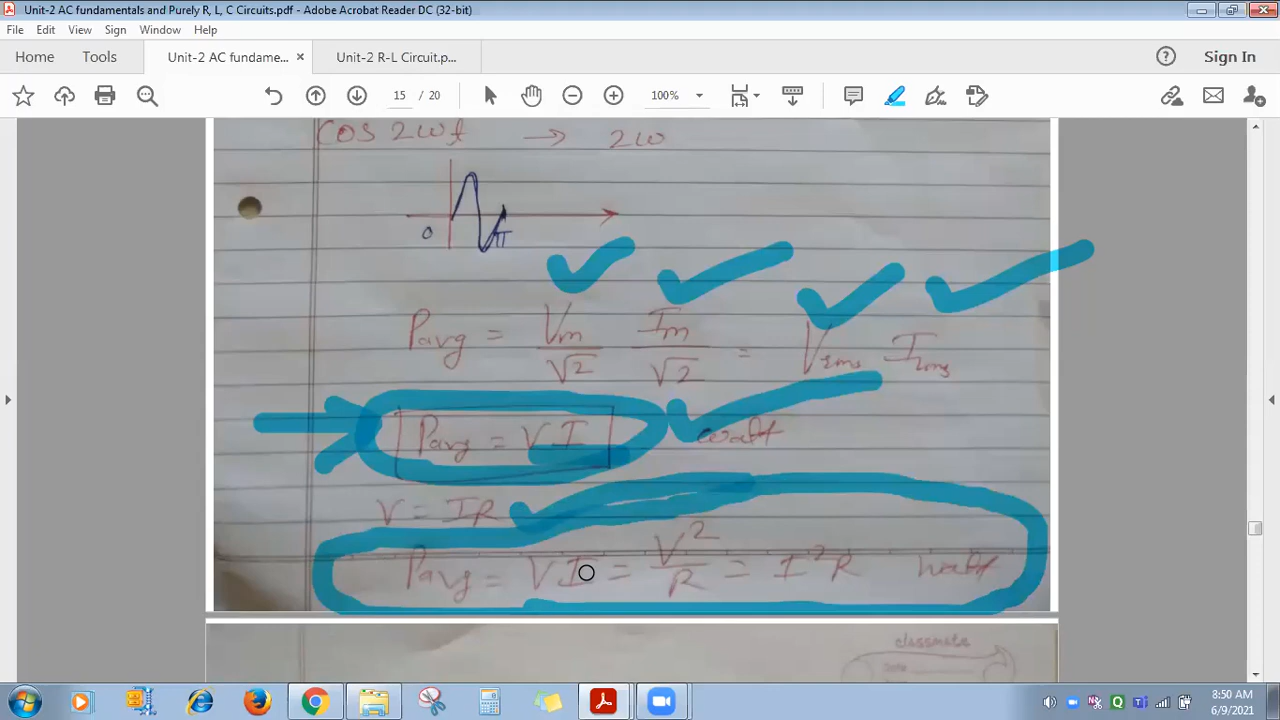 Unit-2 AC fundamentals and Purely R, L, C Circuits.pdf - Adobe Acrobat Reader DC (32-bit)
File Edit View Sign Window Help
Home Tools Unit-2 AC fundame... × Unit-2 R-L Circuit.p... Sign In
15 / 20 100%
cos 2ωt → 2ω
0 π
Pavg = Vm/√2 Im/√2 = Vrms Irms
Pavg = VI watt
V = IR
Pavg = VI = V²/R = I²R watt
classmate
Date
8:50 AM
6/9/2021